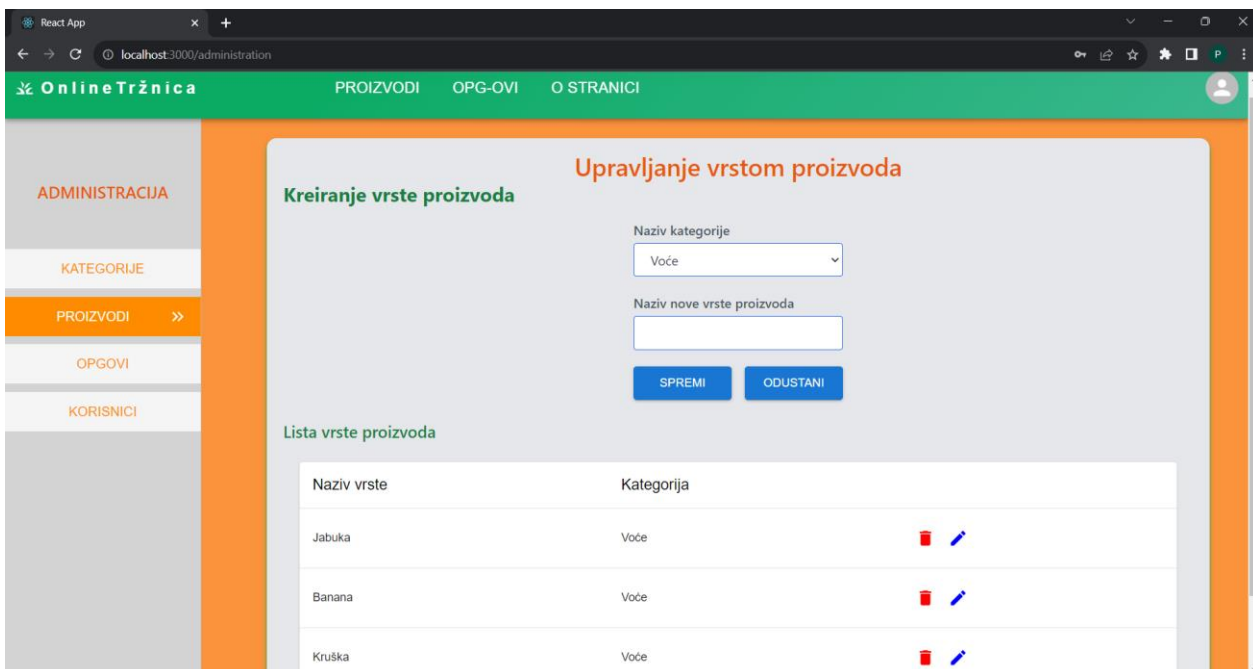 React App
localhost:3000/administration
P
OnlineTržnica PROIZVODI OPG-OVI O STRANICI
ADMINISTRACIJA
KATEGORIJE
PROIZVODI
OPGOVI
KORISNICI
Upravljanje vrstom proizvoda
Kreiranje vrste proizvoda
Naziv kategorije
Voće
Naziv nove vrste proizvoda
SPREMI ODUSTANI
Lista vrste proizvoda
Naziv vrste Kategorija
Jabuka Voće
Banana Voće
Kruška Voće